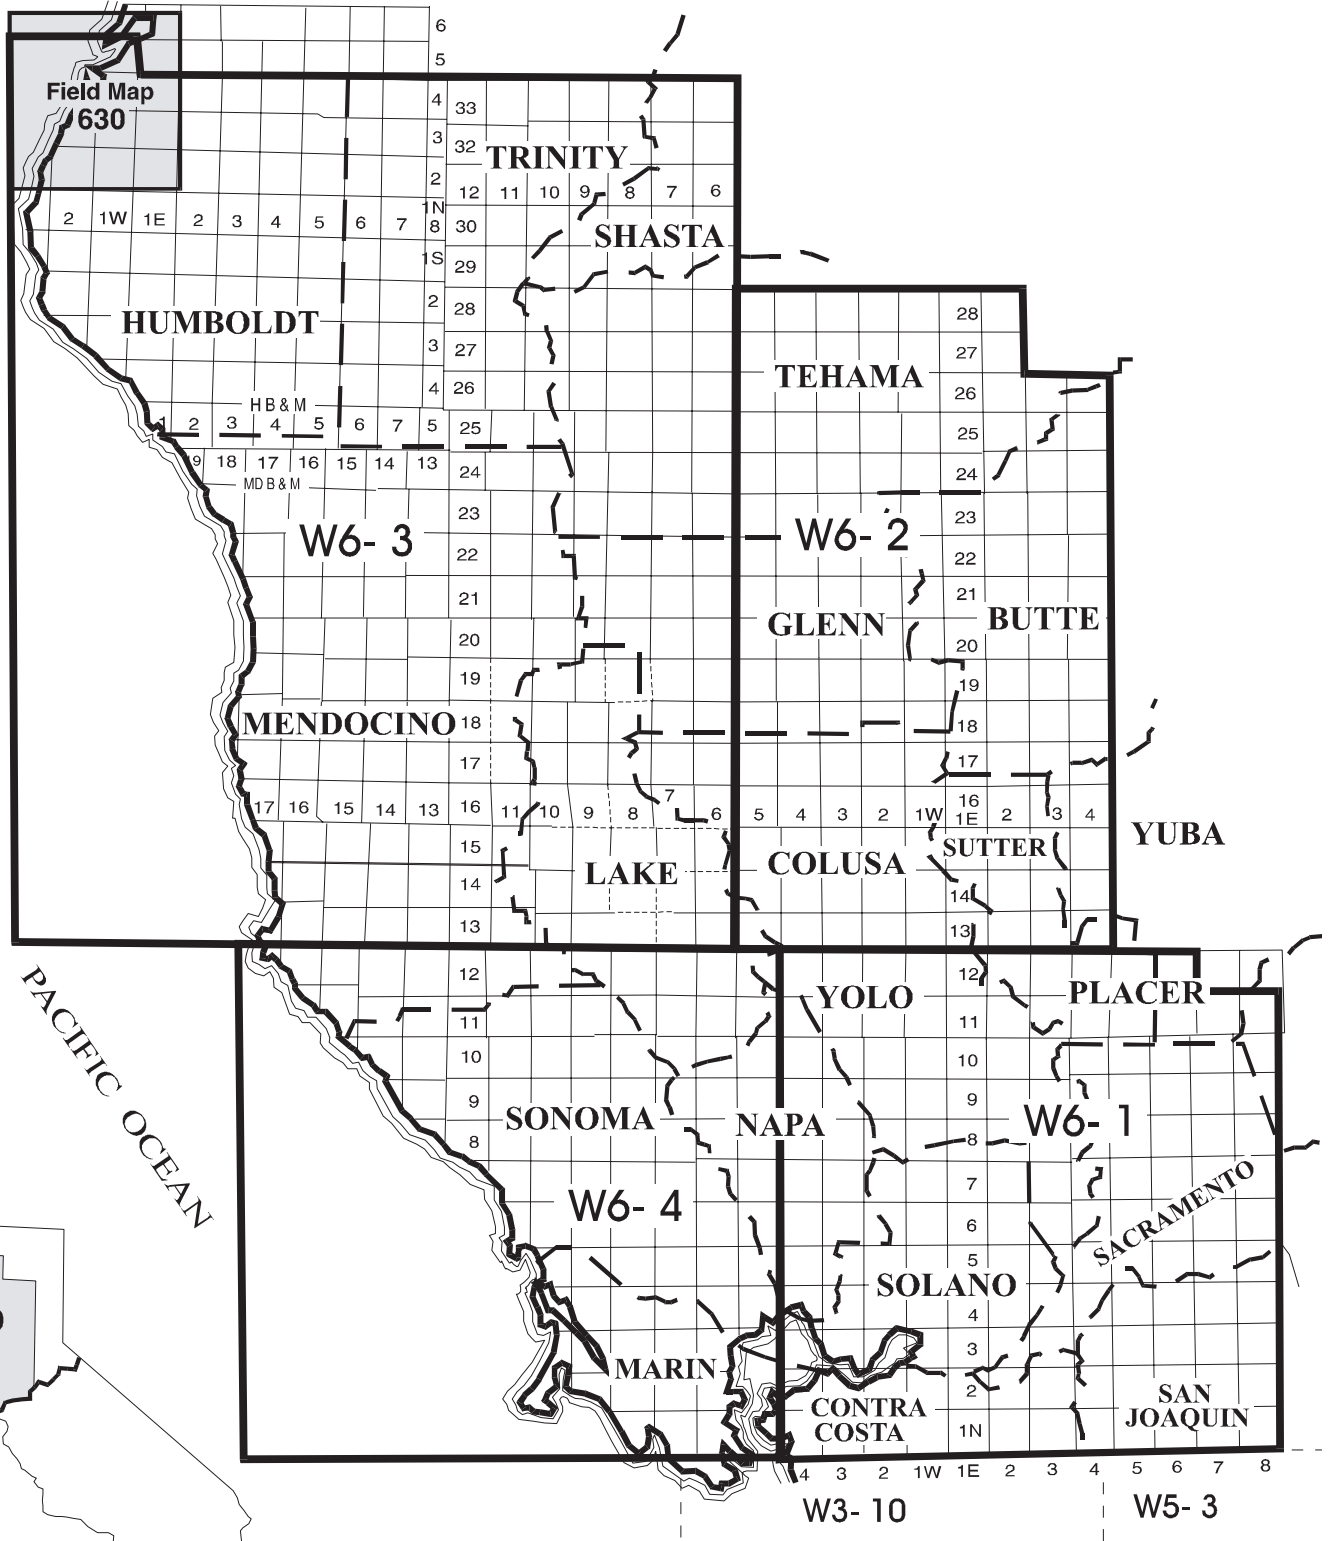 6
5
Field Map
630
4 33
3 32
TRINITY
2 12 11 10 9 8 7 6
1N
2 1W 1E 2 3 4 5 6 7 8 30
SHASTA
1S 29
2 28
HUMBOLDT
28
3 27
27
TEHAMA
4 26
26
H B & M
1 2 3 4 5 6 7 5 25
25
19 18 17 16 15 14 13 24
24
MD B & M
23
23
W6- 3
W6- 2
22
22
21
21
GLENN
BUTTE
20
20
19
19
MENDOCINO 18
18
17
17
17 16 15 14 13 16 11 10 9 8 7 6 5 4 3 2 1W 16 2 3 4
1E
YUBA
15
SUTTER
LAKE
COLUSA
14
14
13
13
PACIFIC OCEAN
12
12
YOLO
PLACER
11
11
10
10
9
9
SONOMA
NAPA
W6- 1
8
8
7
SACRAMENTO
W6- 4
6
5
SOLANO
4
3
MARIN
2
CONTRA
COSTA
SAN
JOAQUIN
1N
4 3 2 1W 1E 2 3 4 5 6 7 8
W3- 10
W5- 3